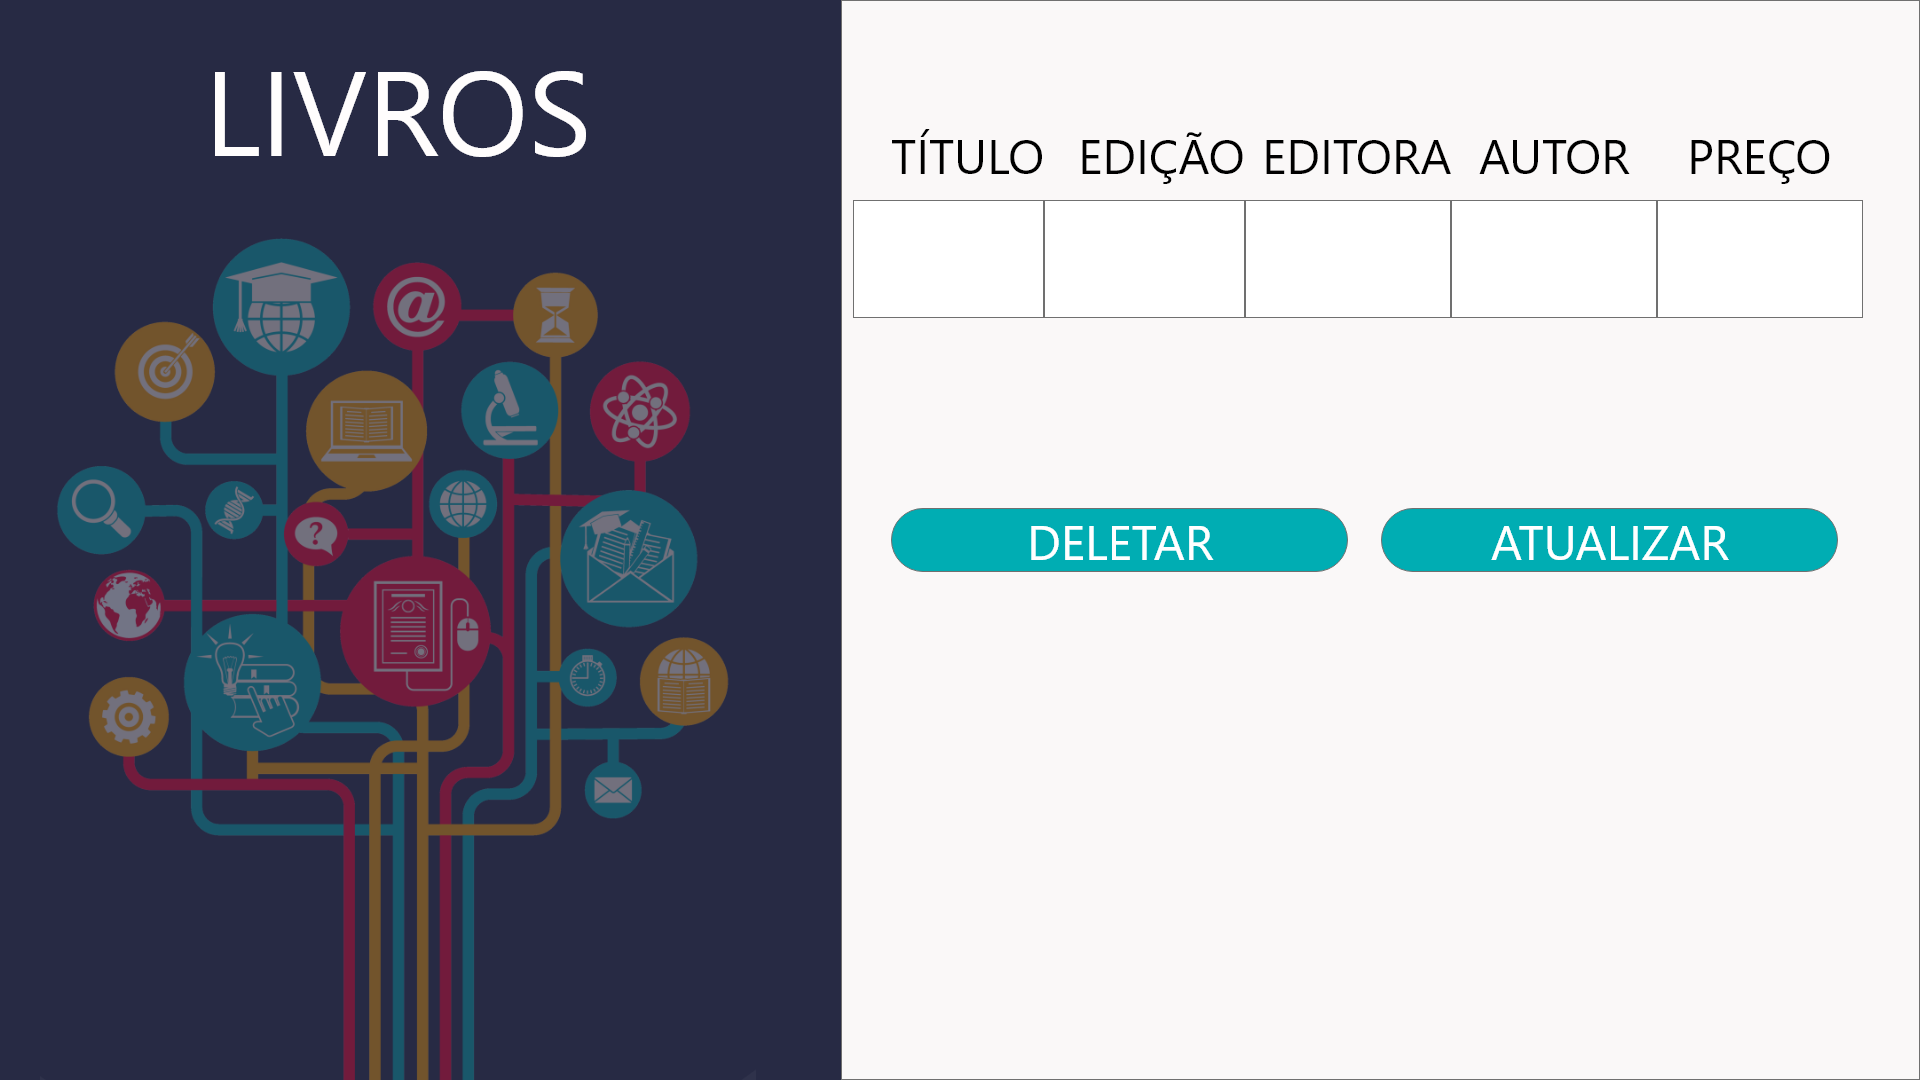 LIVROS
TÍTULO EDIÇÃO EDITORA AUTOR PREÇO
@
?
DELETAR ATUALIZAR